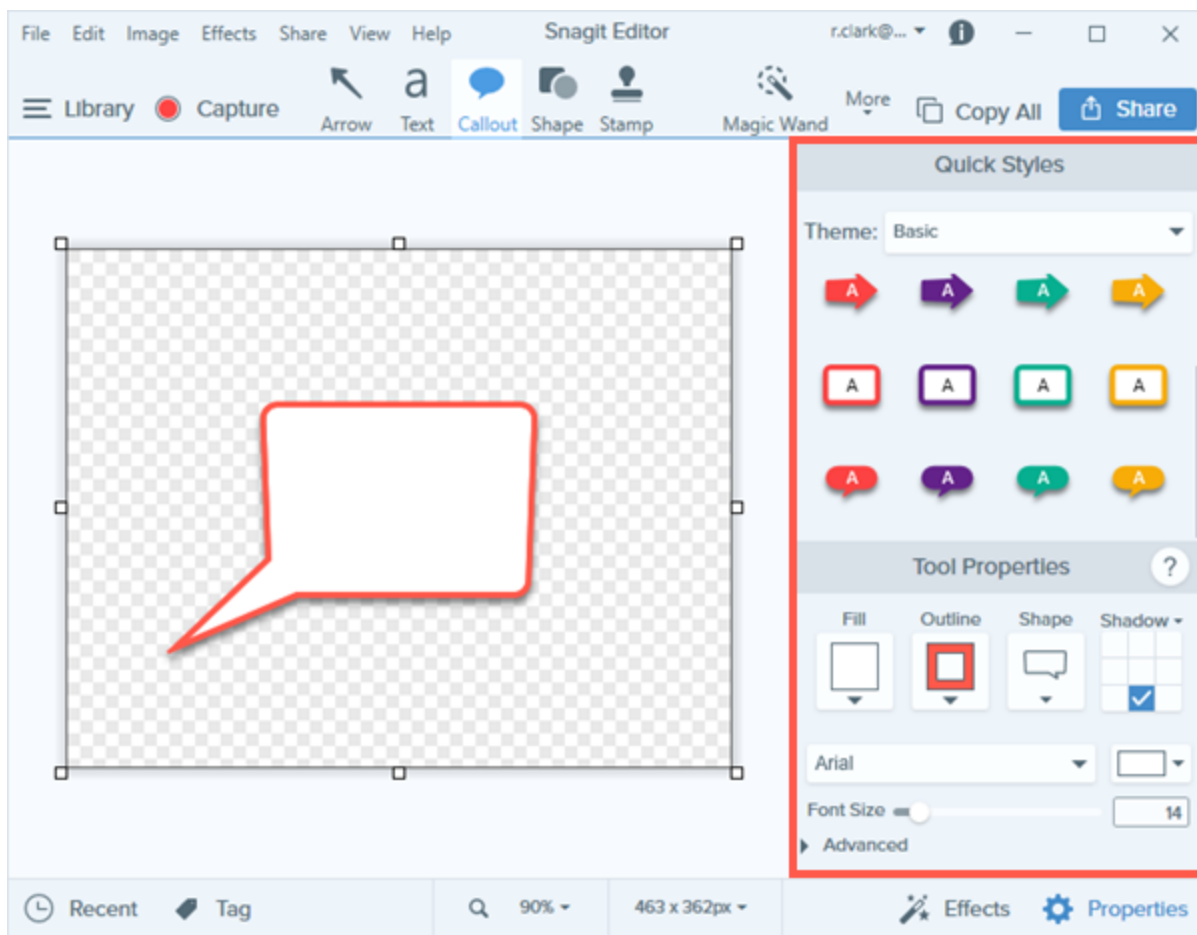 File Edit Image Effects Share View Help Snagit Editor r.clark@...
Library Capture Arrow Text Callout Shape Stamp Magic Wand More Copy All Share
Quick Styles
Theme: Basic
A A A A
A A A A
A A A A
Tool Properties ?
Fill Outline Shape Shadow
Arial
Font Size 14
Advanced
Recent Tag 90% 463 x 362px Effects Properties